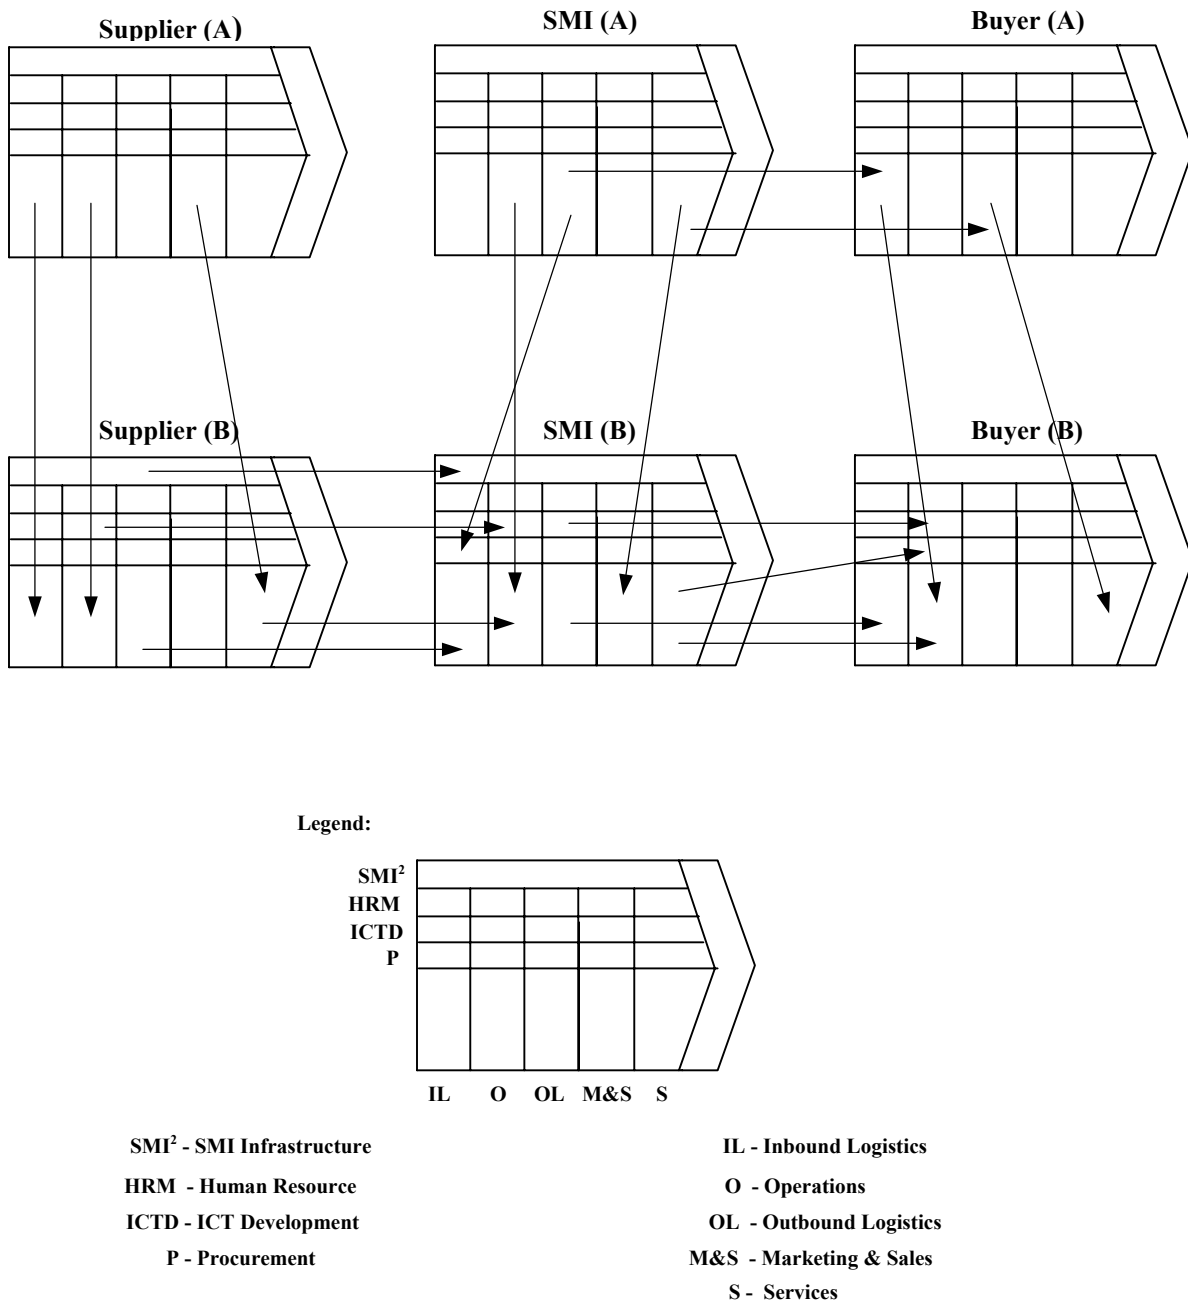 Supplier (A)
SMI (A)
Buyer (A)
Supplier (B)
SMI (B)
Buyer (B)
Legend:
SMI²
HRM
ICTD
P
IL O OL M&S S
SMI² - SMI Infrastructure
HRM - Human Resource
ICTD - ICT Development
P - Procurement
IL - Inbound Logistics
O - Operations
OL - Outbound Logistics
M&S - Marketing & Sales
S - Services